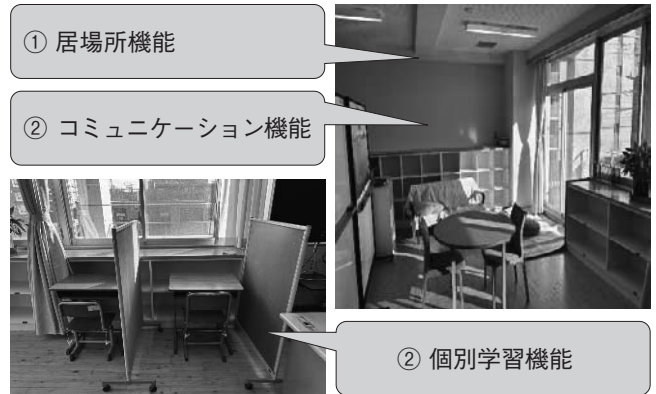 ① 居場所機能
② コミュニケーション機能
② 個別学習機能